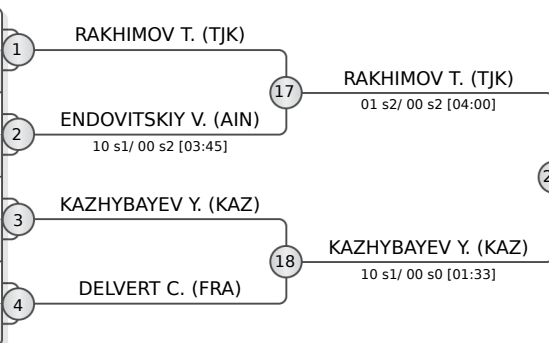 1
RAKHIMOV T. (TJK)
17
RAKHIMOV T. (TJK)
01 s2/ 00 s2 [04:00]
2
ENDOVITSKIY V. (AIN)
10 s1/ 00 s2 [03:45]
2
3
KAZHYBAYEV Y. (KAZ)
18
KAZHYBAYEV Y. (KAZ)
10 s1/ 00 s0 [01:33]
4
DELVERT C. (FRA)